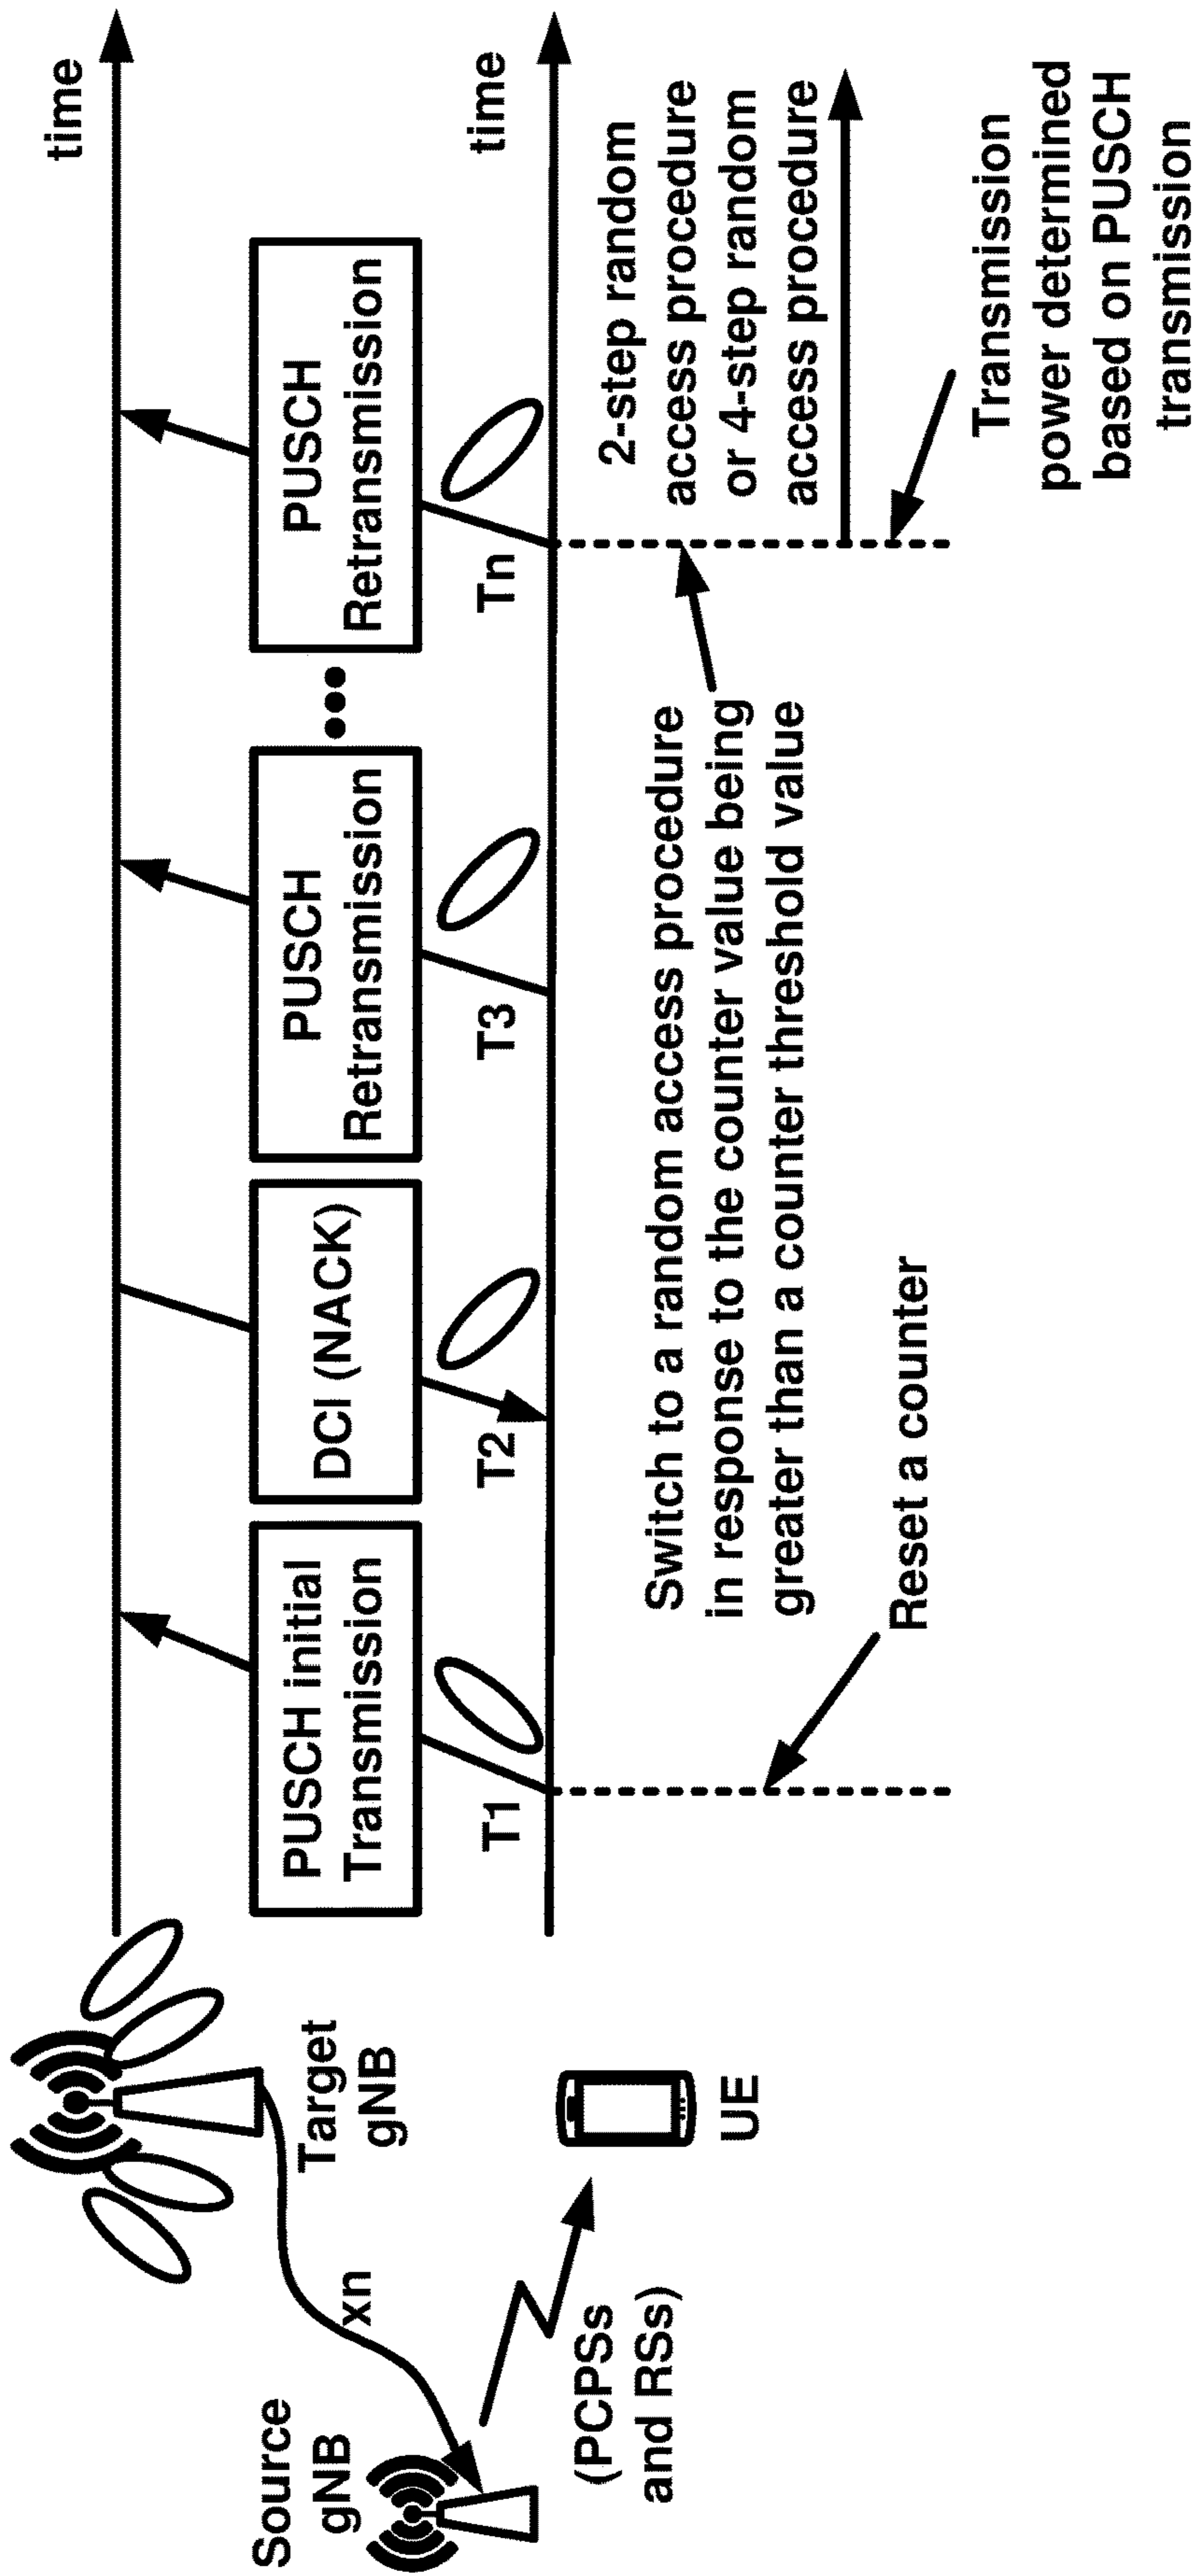 Source
gNB
xn
Target
gNB
(PCPSs
and RSs)
UE
time
PUSCH initial
Transmission
DCI (NACK)
PUSCH
Retransmission
PUSCH
Retransmission
T1
T2
T3
Tn
time
Switch to a random access procedure
in response to the counter value being
greater than a counter threshold value
2-step random
access procedure
or 4-step random
access procedure
Reset a counter
Transmission
power determined
based on PUSCH
transmission